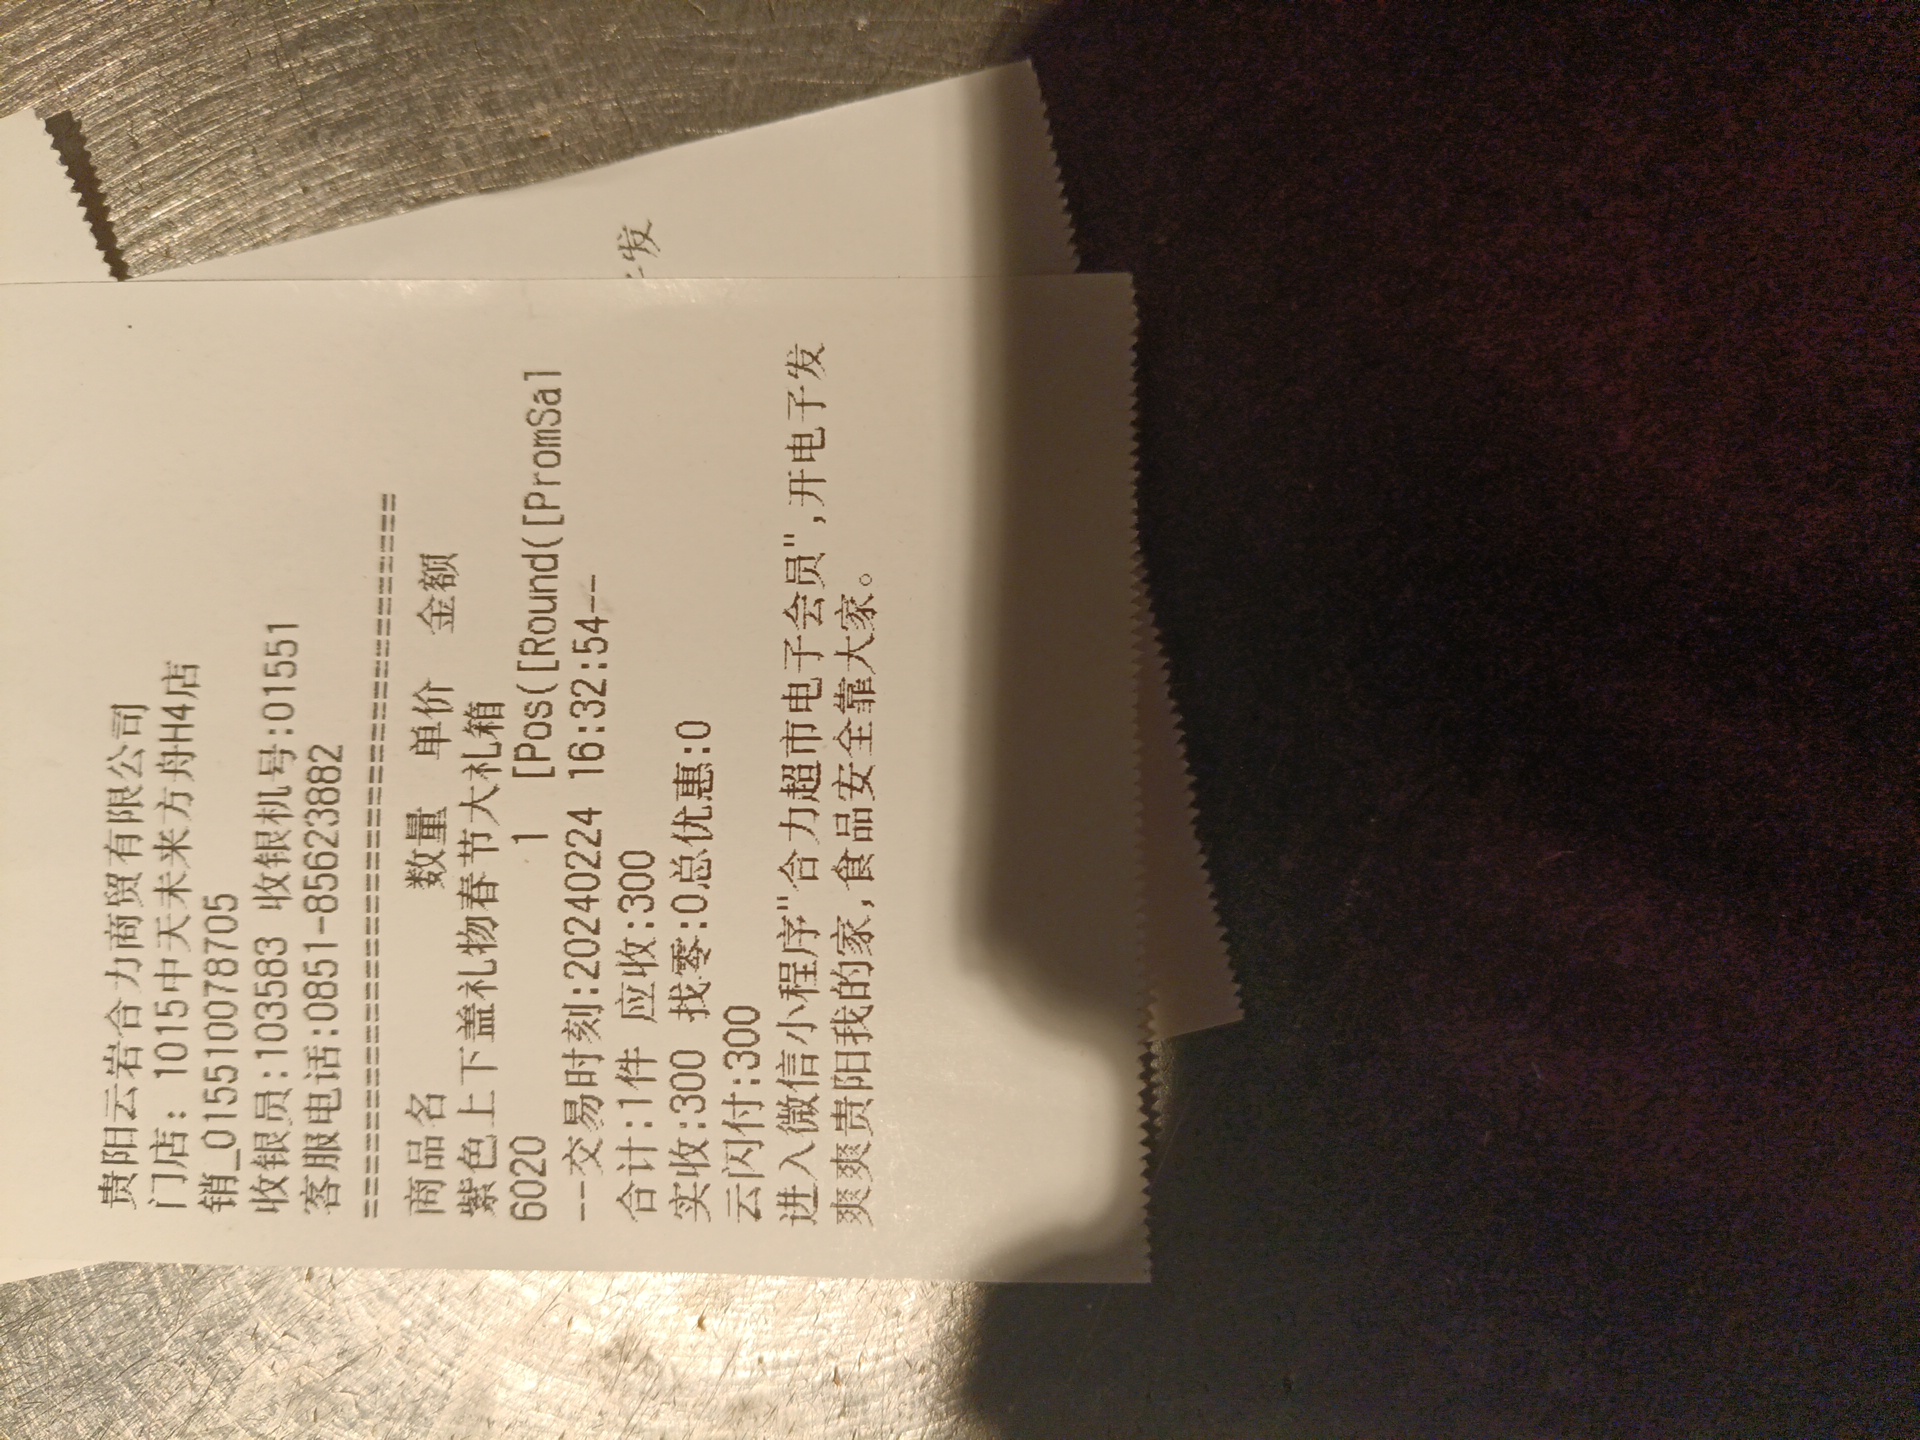 贵阳云岩合力商贸有限公司
门店: 1015中天未来方舟H4店
销_015510078705
收银员:103583 收银机号:01551
客服电话:0851-85623882
================================
商品名 数量 单价 金额
紫色上下盖礼物春节大礼箱
6020 1 [Pos([Round([PromSal
--交易时刻:20240224 16:32:54--
合计:1件 应收:300
实收:300 找零:0总优惠:0
云闪付:300
进入微信小程序"合力超市电子会员",开电子发
爽爽贵阳我的家,食品安全靠大家。
发